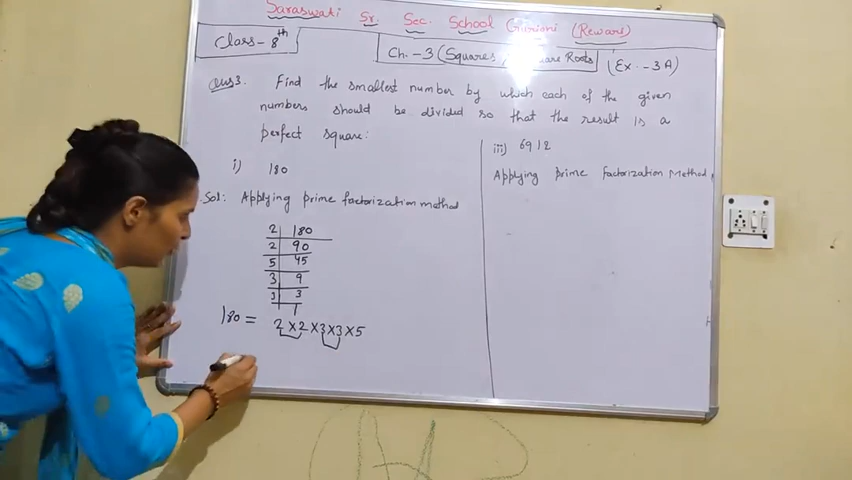 Saraswati Sr. Sec. School Guriani (Rewari)
Class-8th
Ch.-3 (Squares Square Roots) (Ex.-3A)
Ques3. Find the smallest number by which each of the given
numbers should be divided so that the result is a
perfect square:
i) 180
Sol: Applying prime factorization method
2 180
2 90
5 45
3 9
3 3
1
180 = 2 x 2 x 3 x 3 x 5
iii) 6912
Applying prime factorization Method